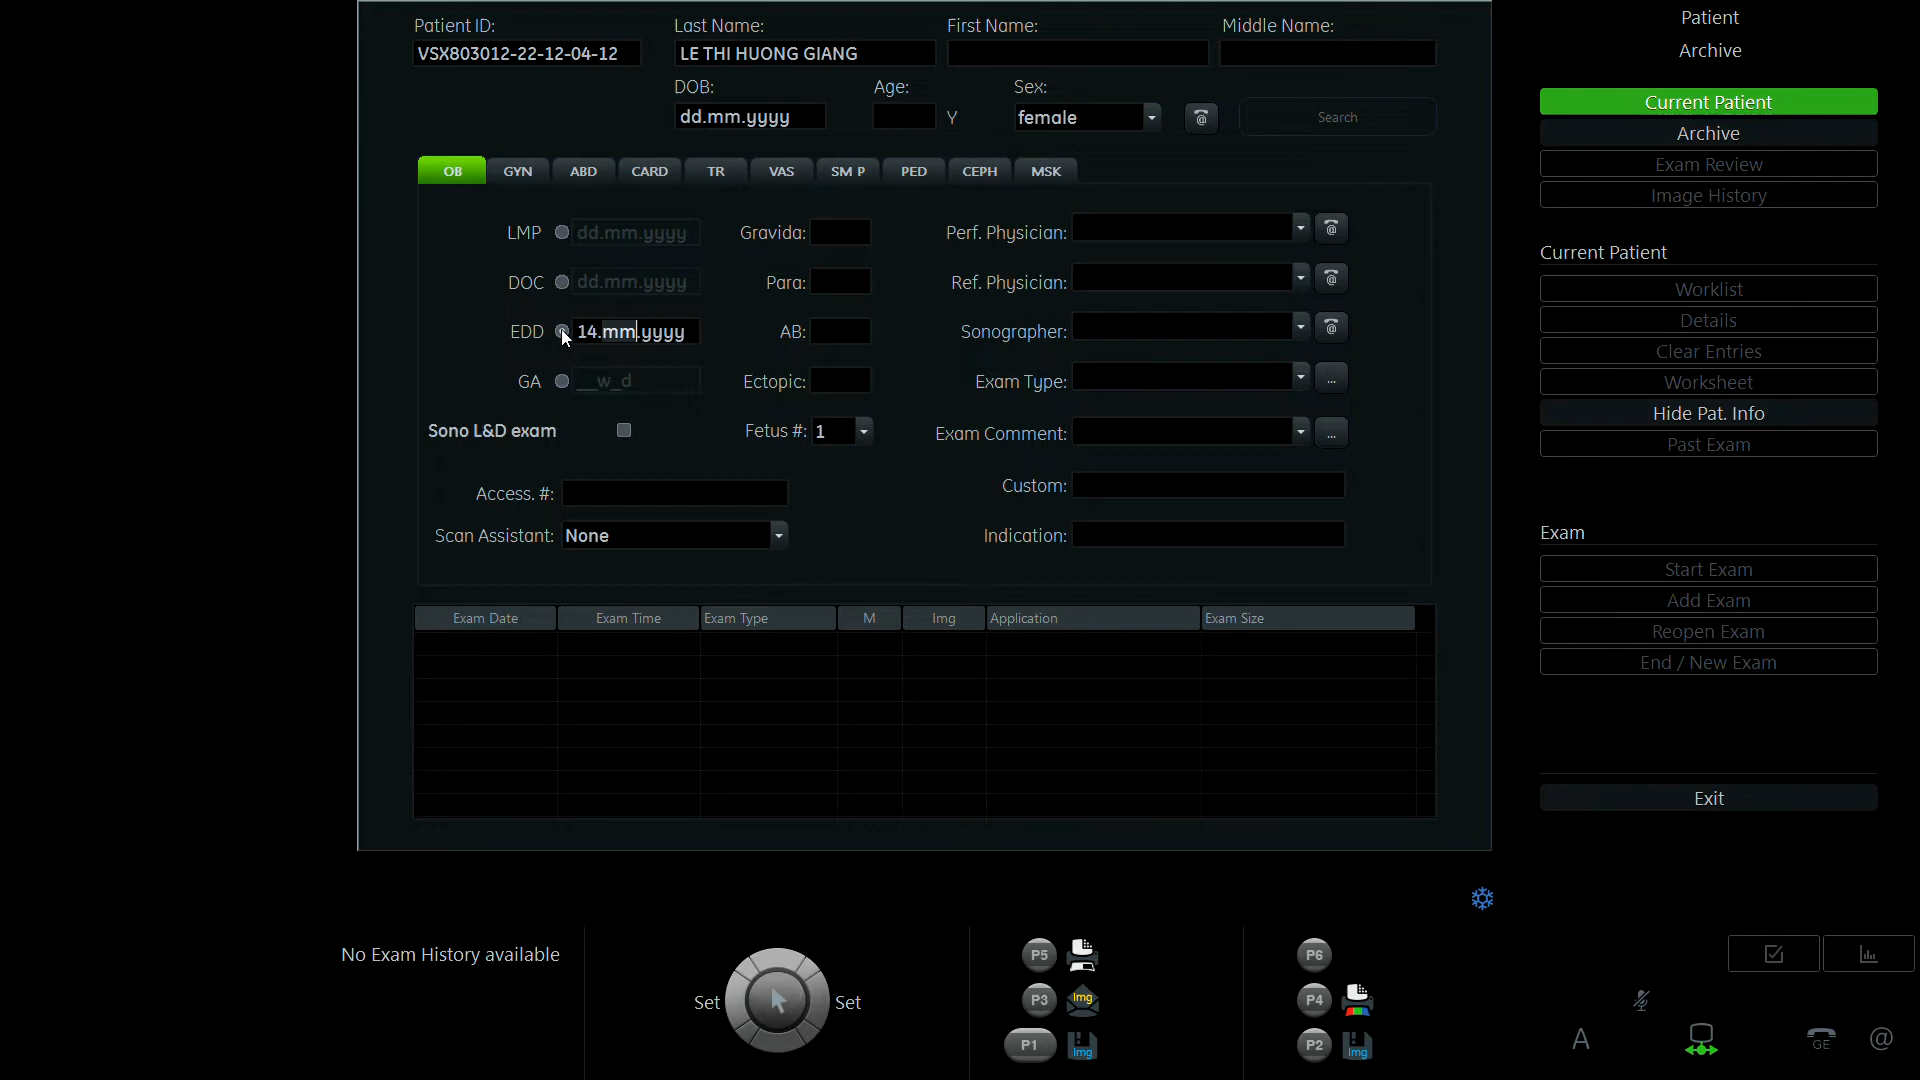 Patient ID: Last Name: First Name: Middle Name:
VSX803012-22-12-04-12 LE THI HUONG GIANG
DOB: Age: Sex:
dd.mm.yyyy Y female Search
OB GYN ABD CARD TR VAS SM P PED CEPH MSK
LMP dd.mm.yyyy Gravida: Perf. Physician:
DOC dd.mm.yyyy Para: Ref. Physician:
EDD 14.mm.yyyy AB: Sonographer:
GA __w_d Ectopic: Exam Type: ...
Sono L&D exam Fetus #: 1 Exam Comment: ...
Access. #: Custom:
Scan Assistant: None Indication:
Exam Date Exam Time Exam Type M Img Application Exam Size
Patient
Archive
Current Patient
Archive
Exam Review
Image History
Current Patient
Worklist
Details
Clear Entries
Worksheet
Hide Pat. Info
Past Exam
Exam
Start Exam
Add Exam
Reopen Exam
End / New Exam
Exit
No Exam History available
Set Set
P5 P6
P3 Img P4
P1 Img P2 Img
A GE @